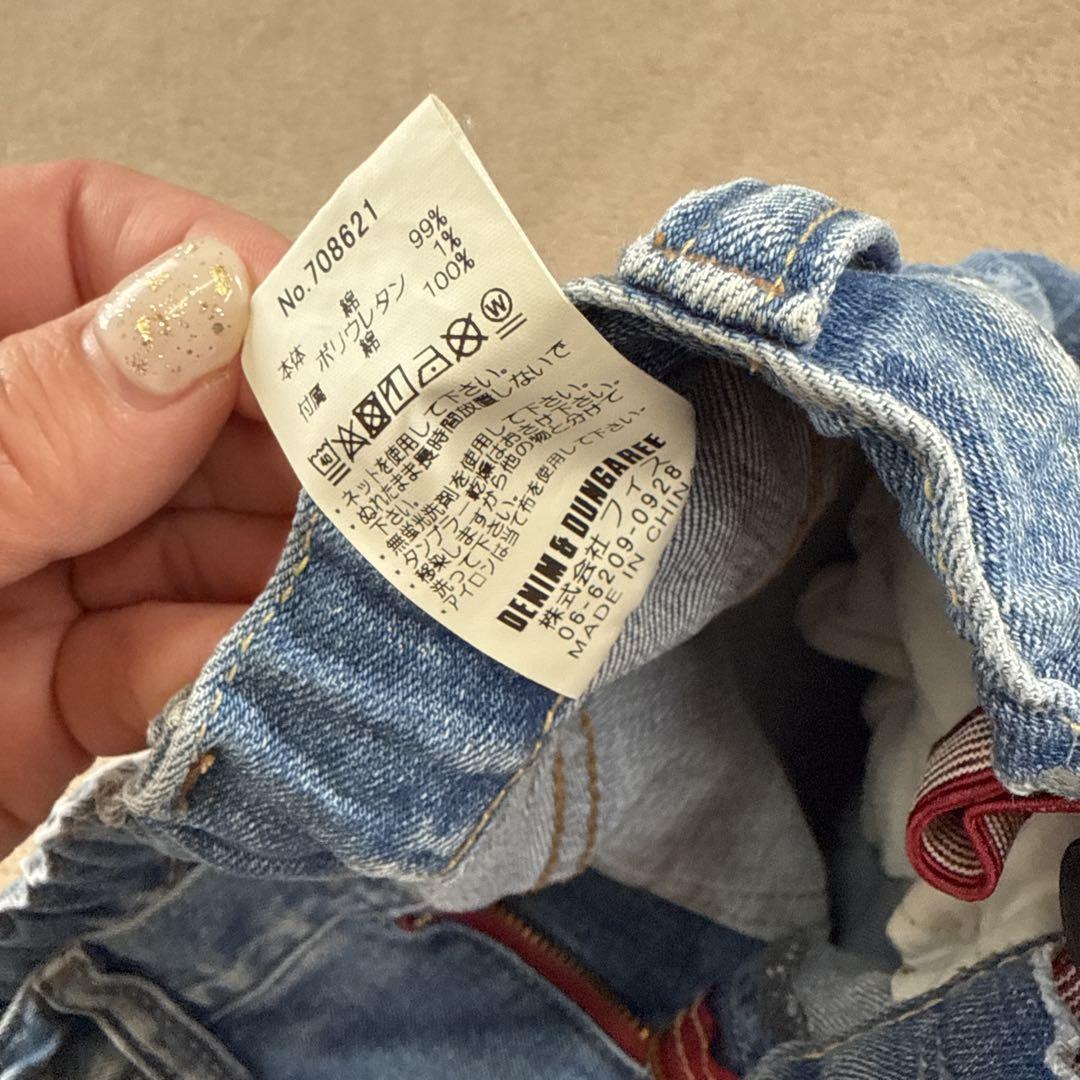 No.708621
本体 綿 99%
ポリウレタン 1%
付属 綿 100%
W
・ネットを使用して下さい。
・ぬれたまま長時間放置しないで
下さい。
・無蛍光洗剤を使用して下さい。
・タンブラー乾燥はおさけ下さい。
・移染しますから他の物と分けて
洗って下さい。
・アイロンは当て布を使用して下さい。
DENIM & DUNGAREE
株式会社 フィズ
06-6209-0928
MADE IN CHINA